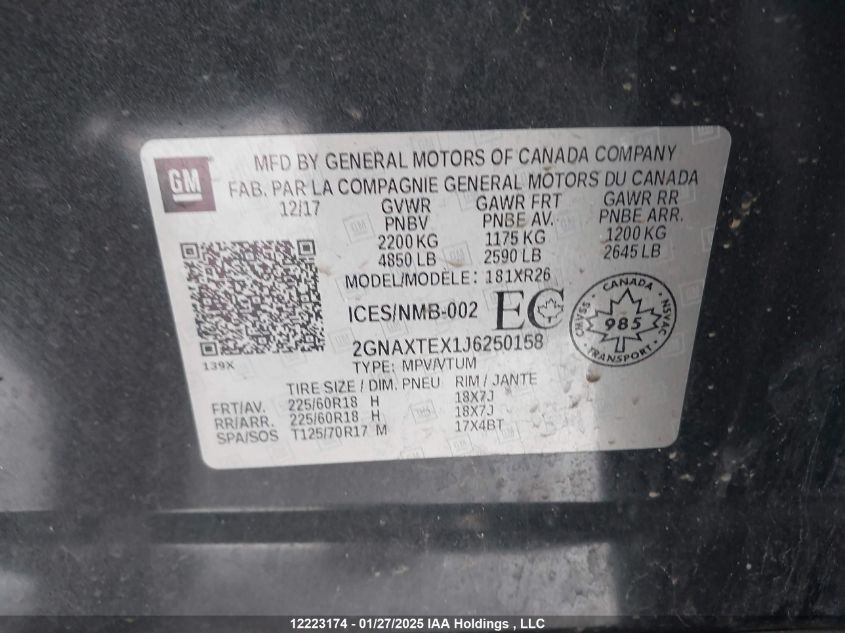 GM
MFD BY GENERAL MOTORS OF CANADA COMPANY
FAB. PAR LA COMPAGNIE GENERAL MOTORS DU CANADA
12/17 GVWR GAWR FRT GAWR RR
PNBV PNBE AV. PNBE ARR.
2200 KG 1175 KG 1200 KG
4850 LB 2590 LB 2645 LB
MODEL/MODÈLE: 181XR26
ICES/NMB-002 EC
CANADA
SSVAC 985 NSVAC
TRANSPORT
2GNAXTEX1J6250158
139X
TYPE: MPV/VTUM
TIRE SIZE / DIM. PNEU RIM / JANTE
FRT/AV. 225/60R18 H 18X7J
RR/ARR. 225/60R18 H 18X7J
SPA/SOS T125/70R17 M 17X4BT
12223174 - 01/27/2025 IAA Holdings , LLC